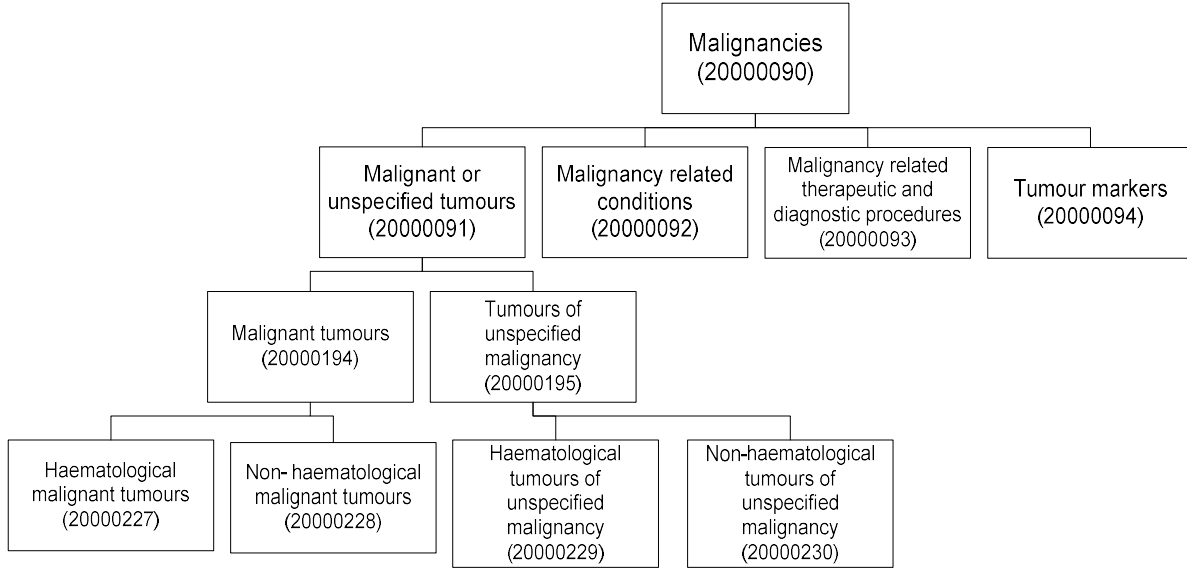 Malignancies
(20000090)
Malignant or
unspecified tumours
(20000091)
Malignancy related
conditions
(20000092)
Malignancy related
therapeutic and
diagnostic procedures
(20000093)
Tumour markers
(20000094)
Malignant tumours
(20000194)
Tumours of
unspecified
malignancy
(20000195)
Haematological
malignant tumours
(20000227)
Non- haematological
malignant tumours
(20000228)
Haematological
tumours of
unspecified
malignancy
(20000229)
Non-haematological
tumours of
unspecified
malignancy
(20000230)